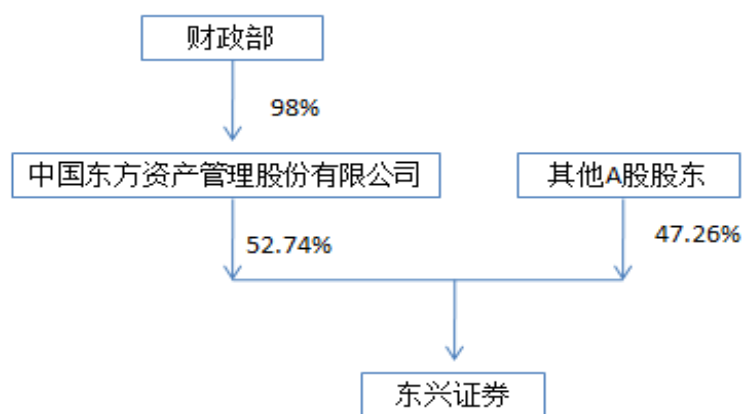 财政部
98%
中国东方资产管理股份有限公司
其他A股股东
52.74%
47.26%
东兴证券